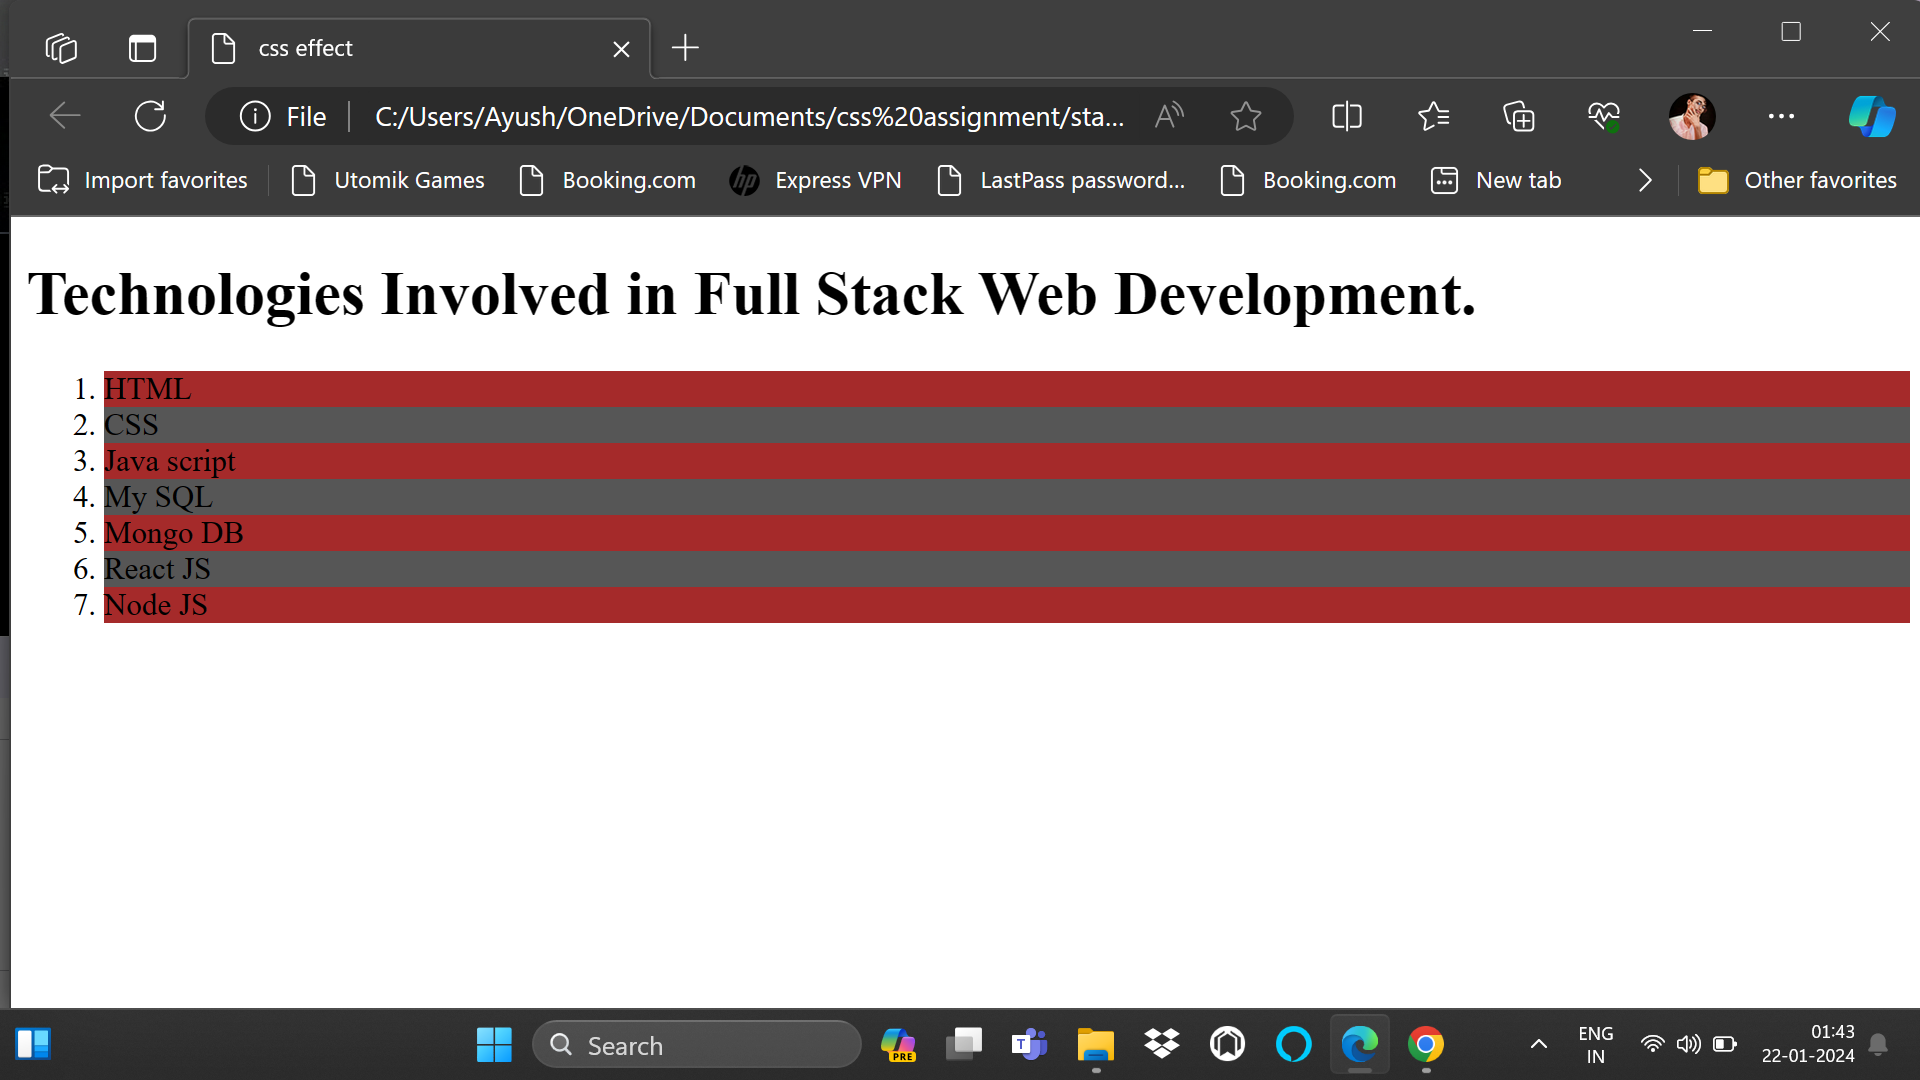 css effect
File
C:/Users/Ayush/OneDrive/Documents/css%20assignment/sta...
Import favorites
Utomik Games
Booking.com
hp
Express VPN
LastPass password...
Booking.com
New tab
Other favorites
Technologies Involved in Full Stack Web Development.
1. HTML
2. CSS
3. Java script
4. My SQL
5. Mongo DB
6. React JS
7. Node JS
Search
PRE
T
ENG
IN
01:43
22-01-2024